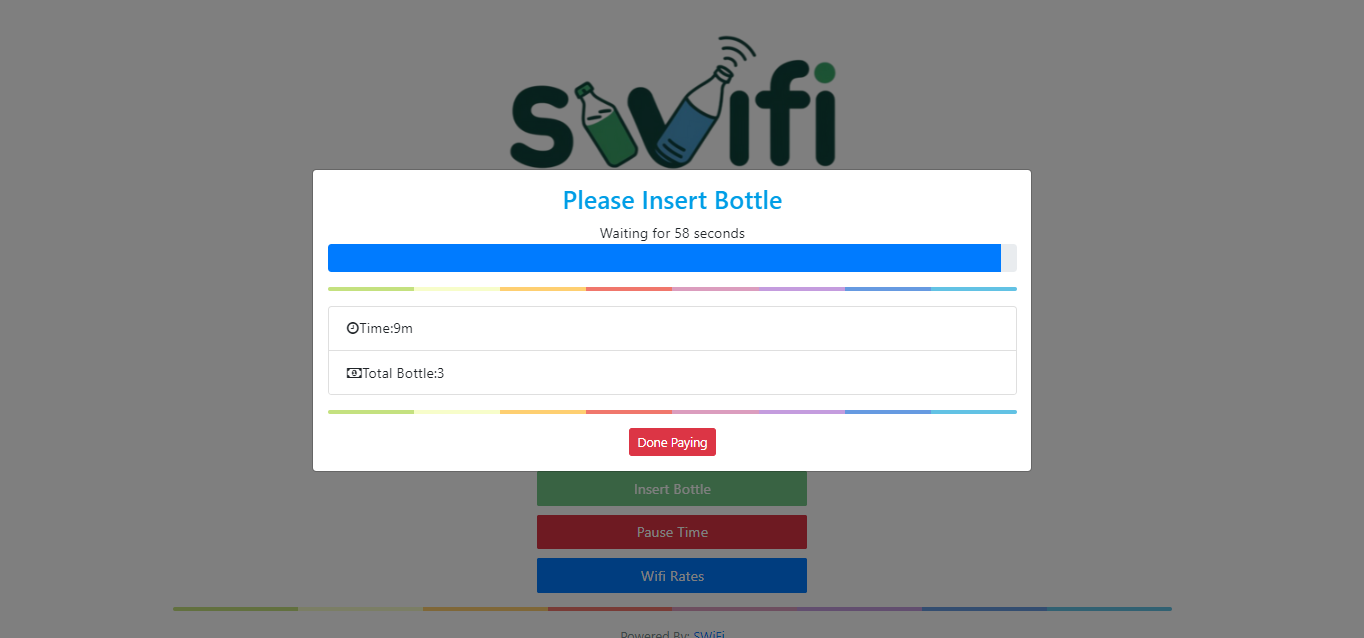 swifi
Please Insert Bottle
Waiting for 58 seconds
Time:9m
Total Bottle:3
Done Paying
Insert Bottle
Pause Time
Wifi Rates
Powered By: SWiFi